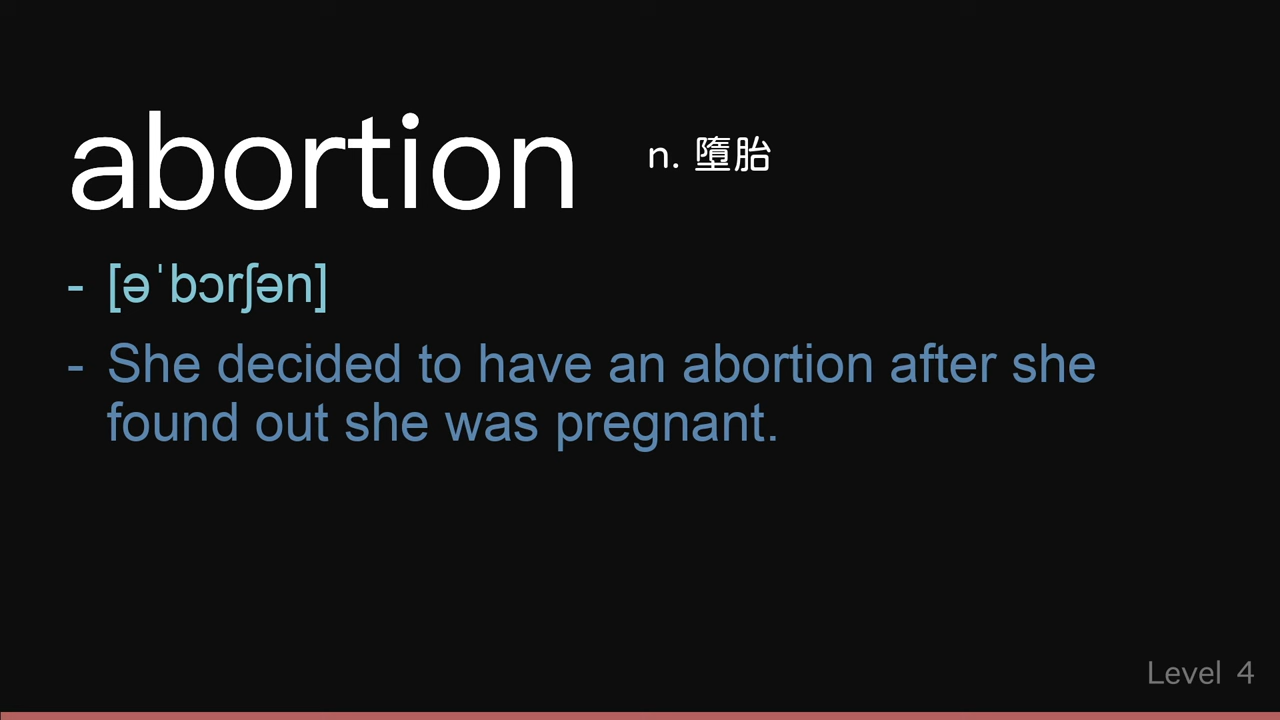 abortion n. 墮胎
- [əˈbɔrʃən]
- She decided to have an abortion after she
found out she was pregnant.
Level 4